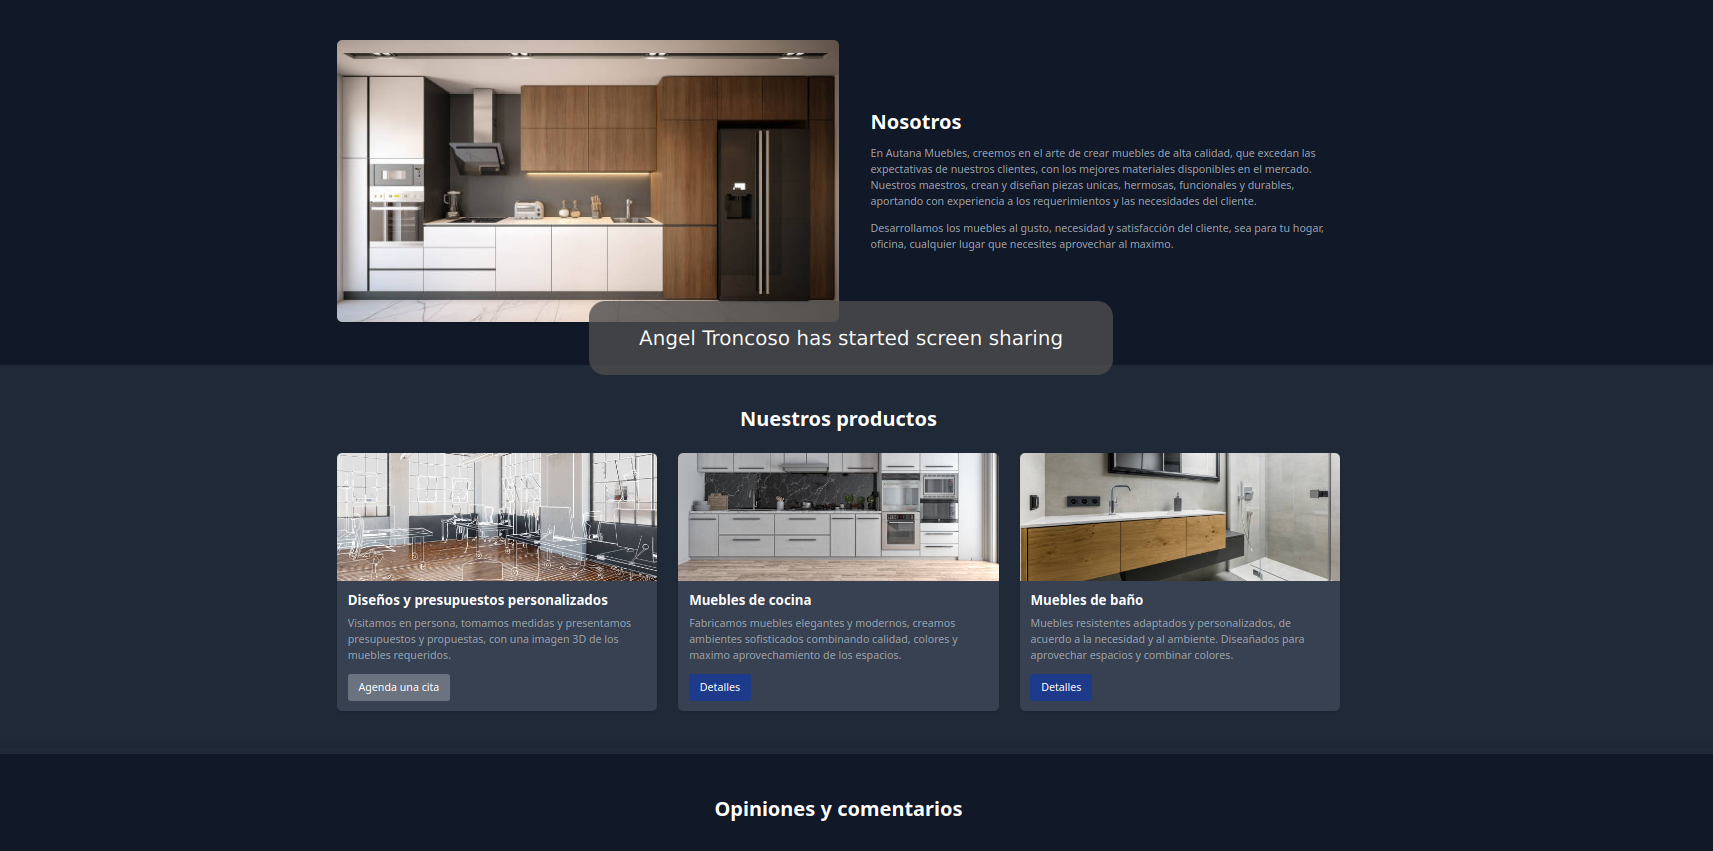 Nosotros
En Autana Muebles, creemos en el arte de crear muebles de alta calidad, que excedan las
expectativas de nuestros clientes, con los mejores materiales disponibles en el mercado.
Nuestros maestros, crean y diseñan piezas unicas, hermosas, funcionales y durables,
aportando con experiencia a los requerimientos y las necesidades del cliente.
Desarrollamos los muebles al gusto, necesidad y satisfacción del cliente, sea para tu hogar,
oficina, cualquier lugar que necesites aprovechar al maximo.
Angel Troncoso has started screen sharing
Nuestros productos
Diseños y presupuestos personalizados
Visitamos en persona, tomamos medidas y presentamos
presupuestos y propuestas, con una imagen 3D de los
muebles requeridos.
Agenda una cita
Muebles de cocina
Fabricamos muebles elegantes y modernos, creamos
ambientes sofisticados combinando calidad, colores y
maximo aprovechamiento de los espacios.
Detalles
Muebles de baño
Muebles resistentes adaptados y personalizados, de
acuerdo a la necesidad y al ambiente. Diseañados para
aprovechar espacios y combinar colores.
Detalles
Opiniones y comentarios